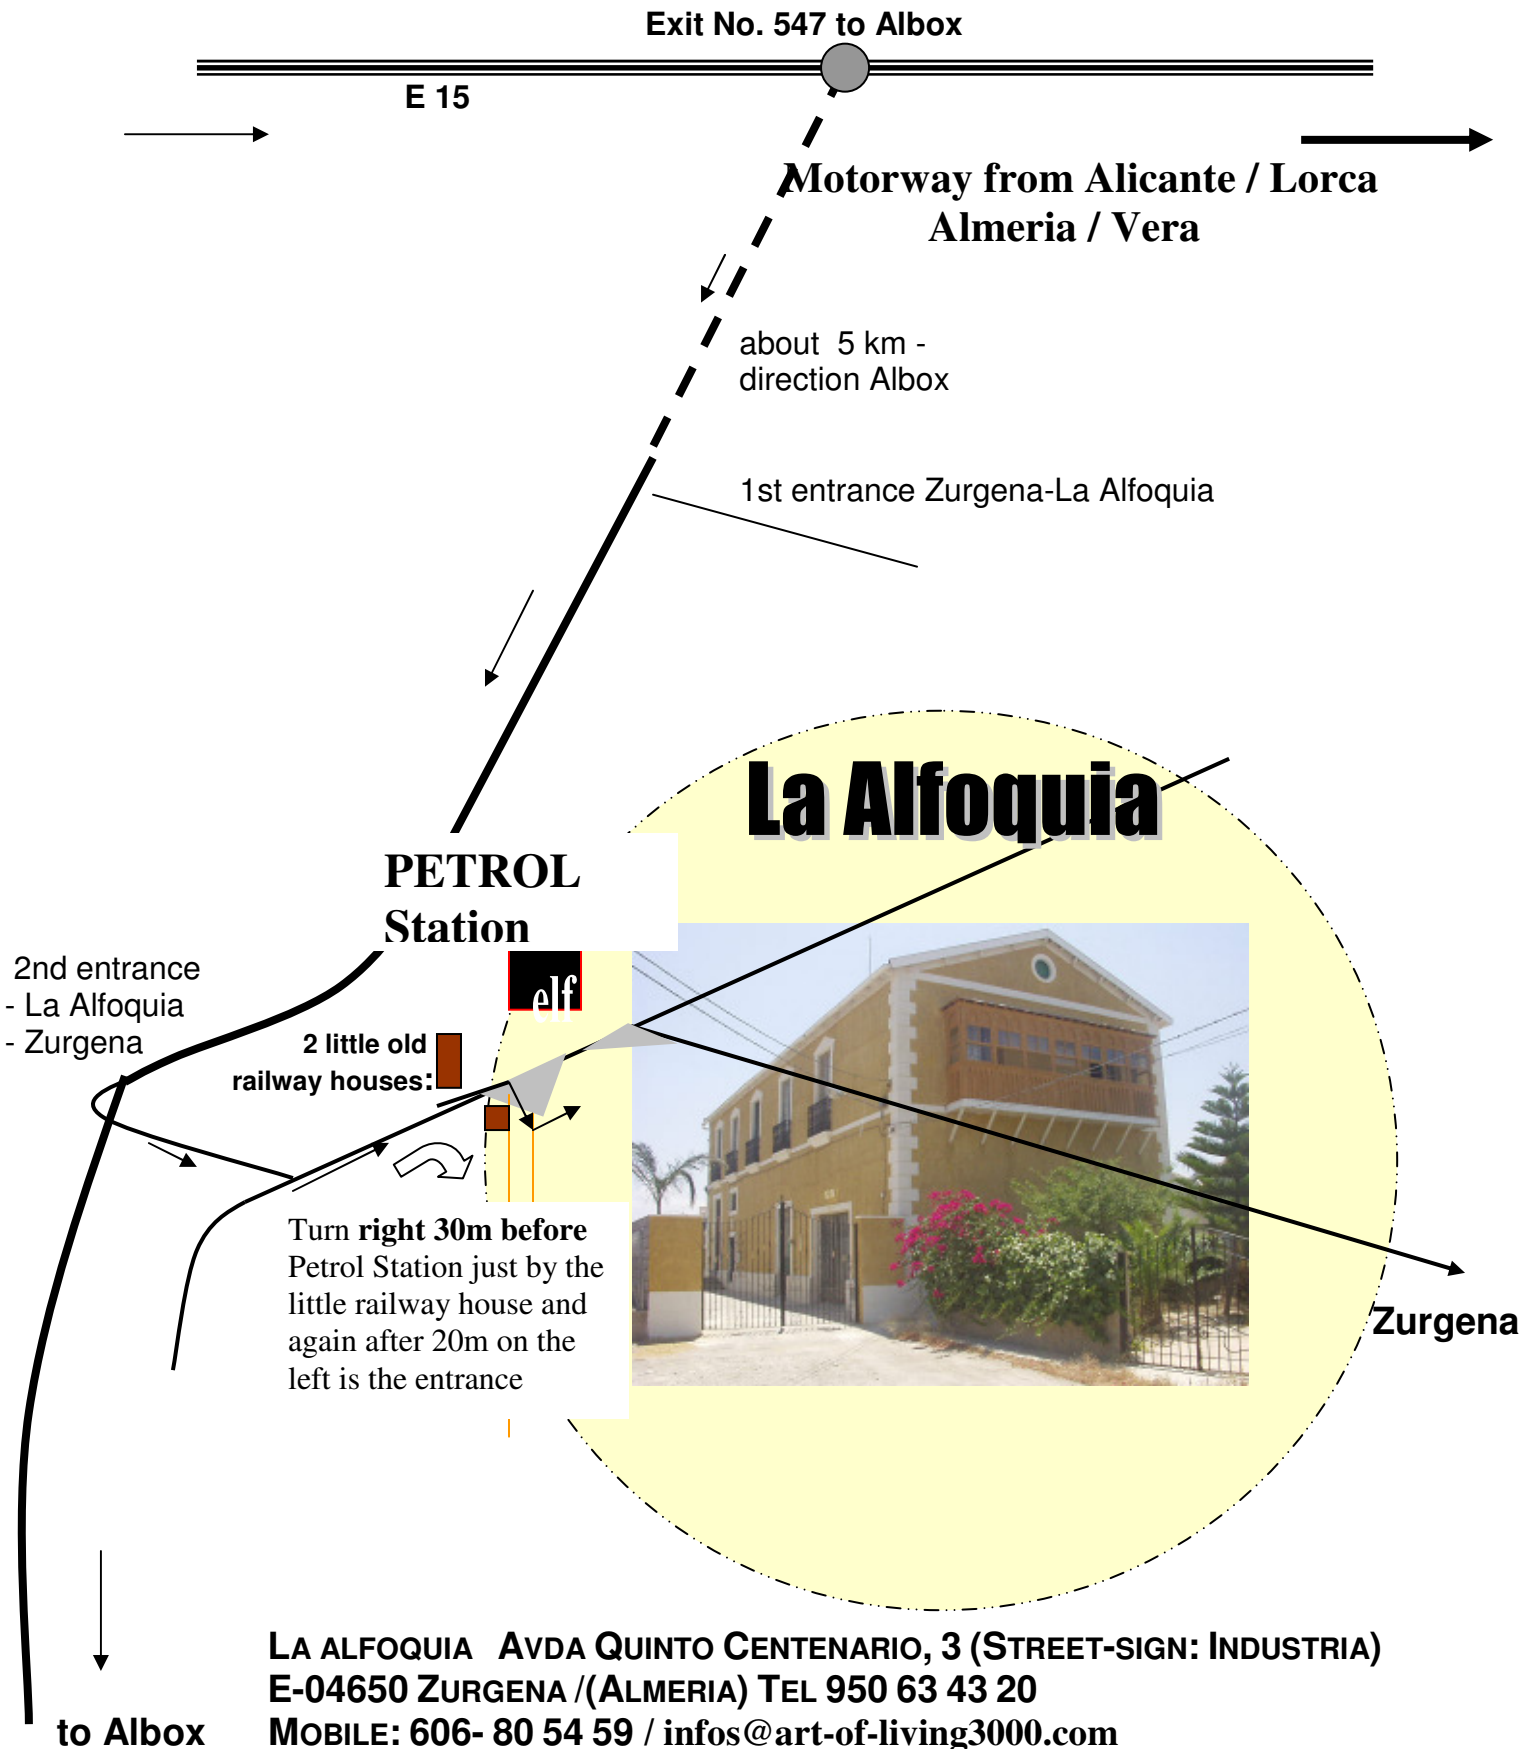 Exit No. 547 to Albox
E 15
Motorway from Alicante / Lorca
Almeria / Vera
about 5 km -
direction Albox
1st entrance Zurgena-La Alfoquia
La Alfoquia
PETROL
Station
elf
2nd entrance
- La Alfoquia
- Zurgena
2 little old
railway houses:
Turn right 30m before
Petrol Station just by the
little railway house and
again after 20m on the
left is the entrance
Zurgena
LA ALFOQUIA AVDA QUINTO CENTENARIO, 3 (STREET-SIGN: INDUSTRIA)
E-04650 ZURGENA /(ALMERIA) TEL 950 63 43 20
to Albox
MOBILE: 606- 80 54 59 / infos@art-of-living3000.com